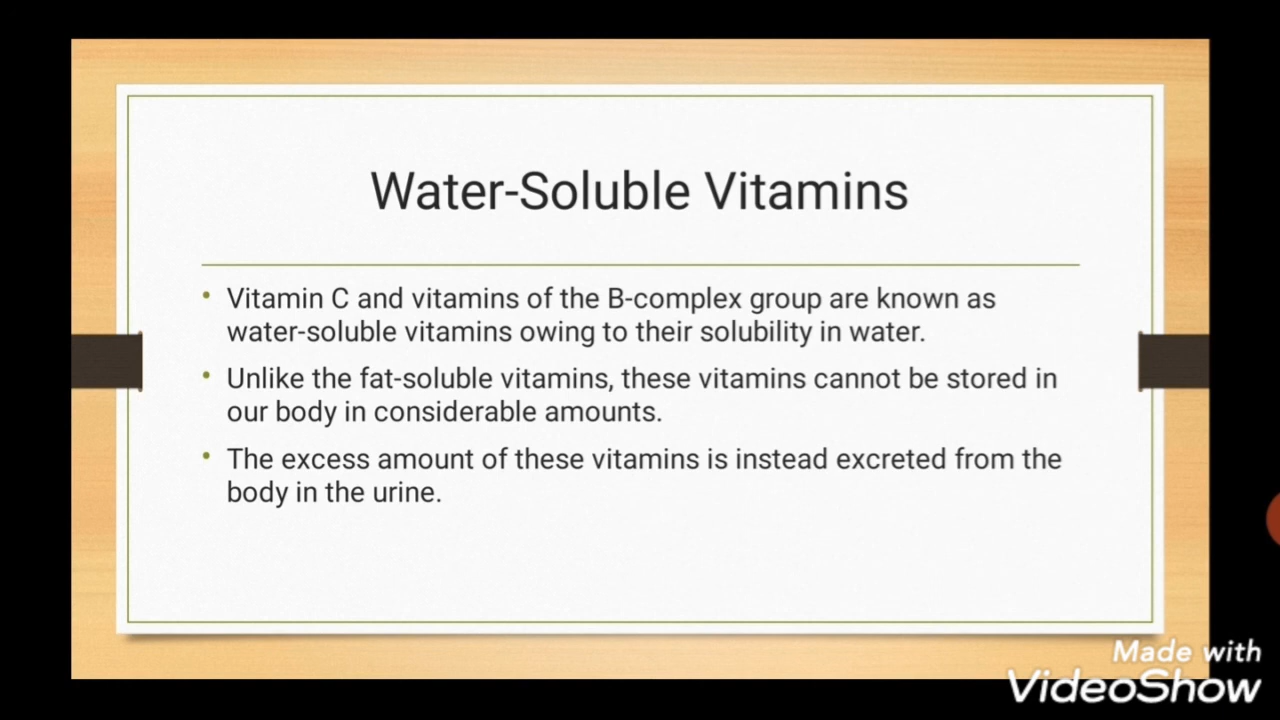 Water-Soluble Vitamins
• Vitamin C and vitamins of the B-complex group are known as
water-soluble vitamins owing to their solubility in water.
• Unlike the fat-soluble vitamins, these vitamins cannot be stored in
our body in considerable amounts.
• The excess amount of these vitamins is instead excreted from the
body in the urine.
Made with
VideoShow